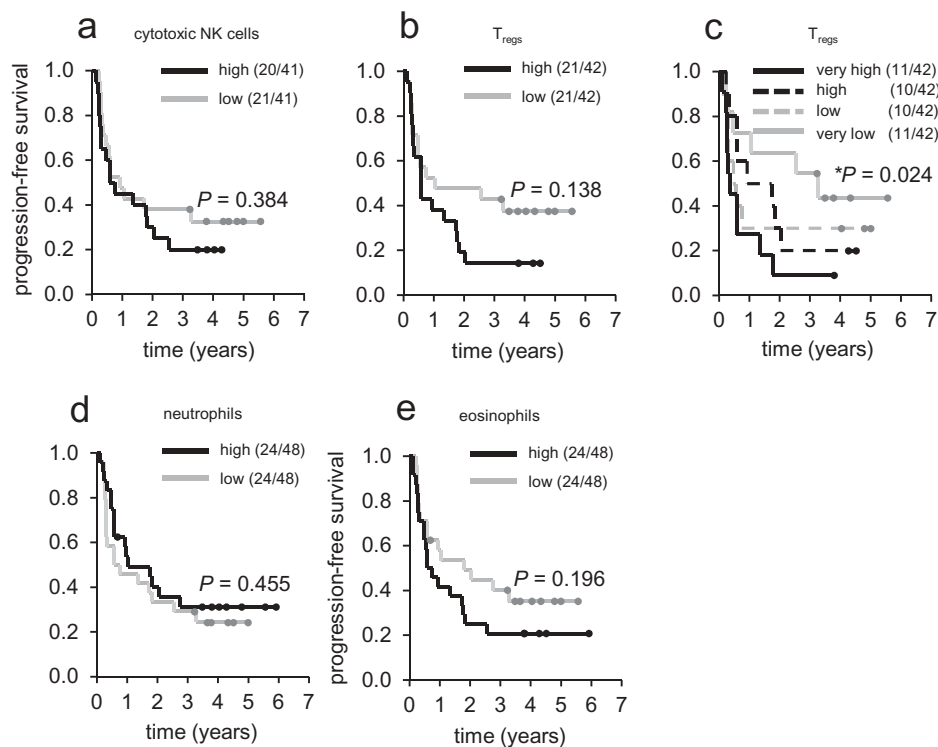 a
cytotoxic NK cells
high (20/41)
low (21/41)
P = 0.384
progression-free survival
1.0
0.8
0.6
0.4
0.2
0.0
0 1 2 3 4 5 6 7
time (years)
b
Tregs
high (21/42)
low (21/42)
P = 0.138
1.0
0.8
0.6
0.4
0.2
0.0
0 1 2 3 4 5 6 7
time (years)
c
Tregs
very high (11/42)
high (10/42)
low (10/42)
very low (11/42)
*P = 0.024
1.0
0.8
0.6
0.4
0.2
0.0
0 1 2 3 4 5 6 7
time (years)
d
neutrophils
high (24/48)
low (24/48)
P = 0.455
1.0
0.8
0.6
0.4
0.2
0.0
0 1 2 3 4 5 6 7
time (years)
e
eosinophils
high (24/48)
low (24/48)
P = 0.196
progression-free survival
1.0
0.8
0.6
0.4
0.2
0.0
0 1 2 3 4 5 6 7
time (years)